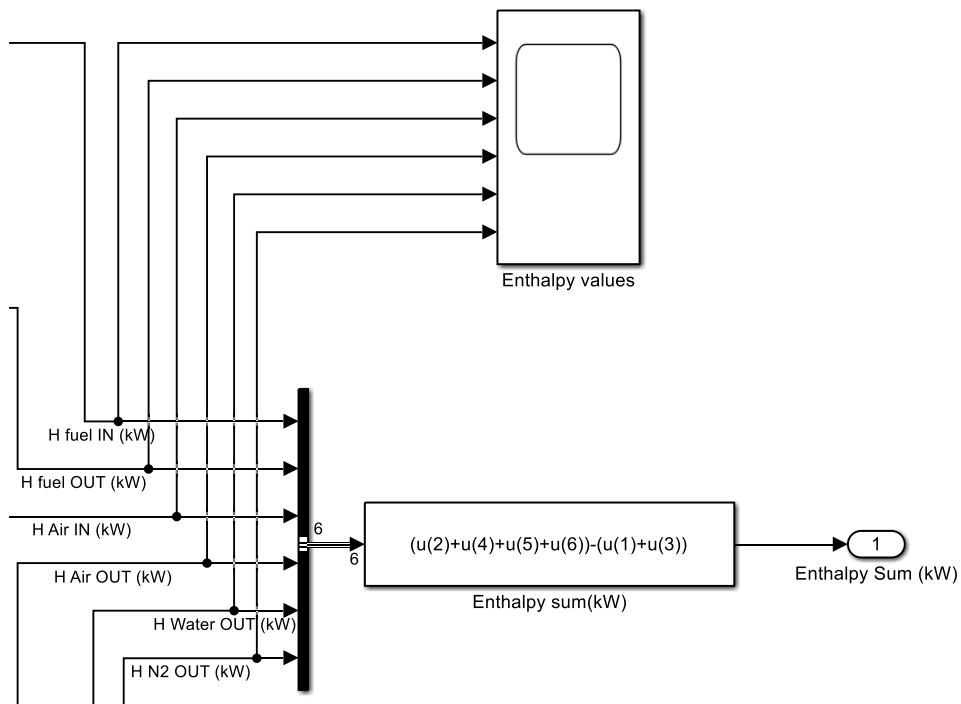 Enthalpy values
H fuel IN (kW)
H fuel OUT (kW)
H Air IN (kW)
6
6
(u(2)+u(4)+u(5)+u(6))-(u(1)+u(3))
1
H Air OUT (kW)
Enthalpy Sum (kW)
Enthalpy sum(kW)
H Water OUT (kW)
H N2 OUT (kW)